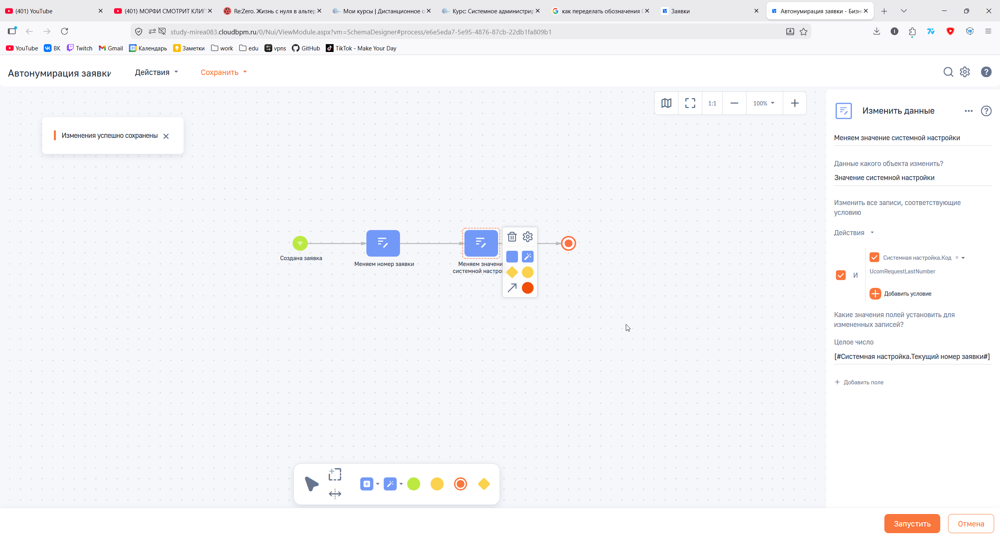 (401) YouTube
(401) МОРФИ СМОТРИТ КЛИП
Re:Zero. Жизнь с нуля в альтер
Мои курсы | Дистанционное о
Курс: Системное администрир
как переделать обозначения
Заявки
Автонумирация заявки - Бизн
study-mirea083.cloudbpm.ru/0/Nui/ViewModule.aspx?vm=SchemaDesigner#process/e6e5eda7-5e95-4876-87cb-22db1fa809b1
YouTube
ВК
Twitch
Gmail
Календарь
Заметки
work
edu
vpns
GitHub
TikTok - Make Your Day
Автонумирация заявки
Действия
Сохранить
1:1
100%
Изменения успешно сохранены
Создана заявка
Меняем номер заявки
Меняем значени
системной настро
Изменить данные
Меняем значение системной настройки
Данные какого объекта изменить?
Значение системной настройки
Изменить все записи, соответствующие
условию
Действия
И
Системная настройка.Код =
UcomRequestLastNumber
Добавить условие
Какие значения полей установить для
измененных записей?
Целое число
[#Системная настройка.Текущий номер заявки#]
Добавить поле
Запустить
Отмена